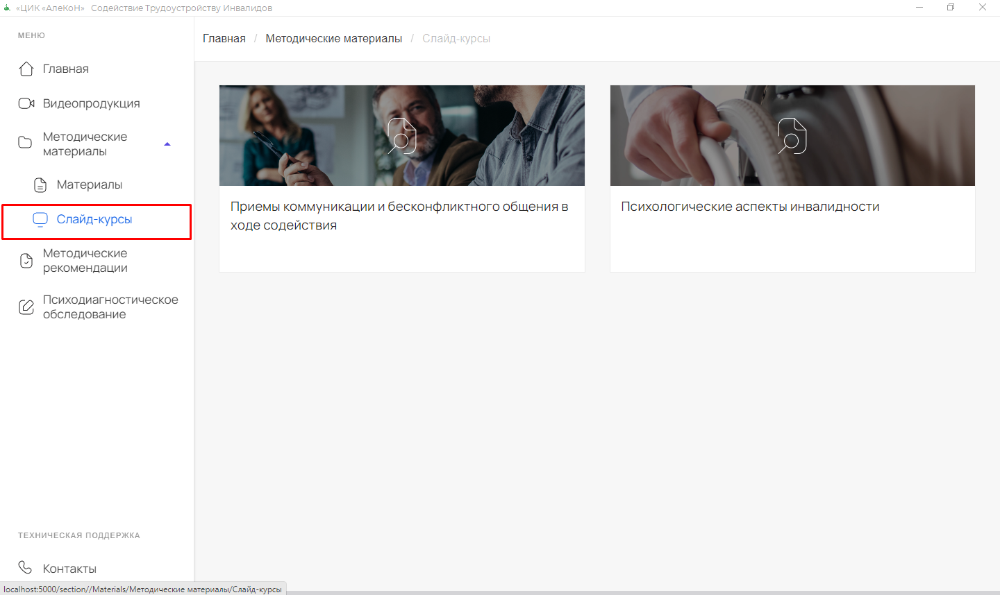 «ЦИК «АлеКоН»   Содействие Трудоустройству Инвалидов
МЕНЮ
Главная
Видеопродукция
Методические
материалы
Материалы
Слайд-курсы
Методические
рекомендации
Психодиагностическое
обследование
ТЕХНИЧЕСКАЯ ПОДДЕРЖКА
Контакты
localhost:5000/section//Materials/Методические материалы/Слайд-курсы
Главная / Методические материалы / Слайд-курсы
Приемы коммуникации и бесконфликтного общения в
ходе содействия
Психологические аспекты инвалидности